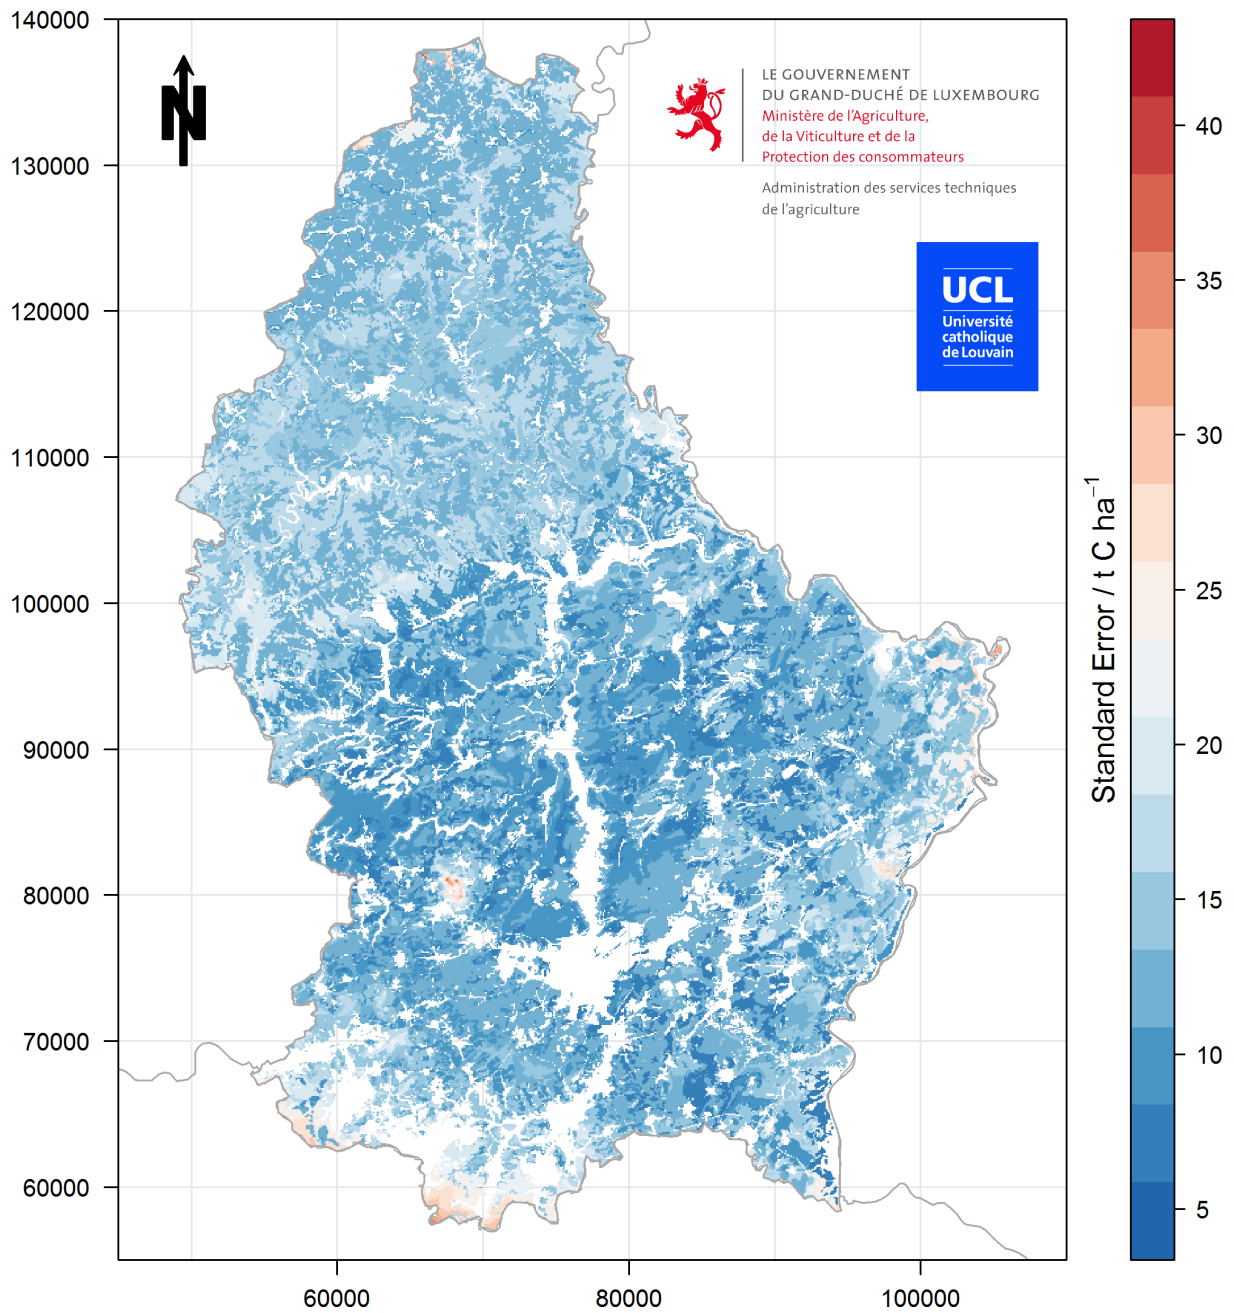 140000
130000
120000
110000
100000
90000
80000
70000
60000
60000
80000
100000
N
LE GOUVERNEMENT
DU GRAND-DUCHÉ DE LUXEMBOURG
Ministère de l'Agriculture,
de la Viticulture et de la
Protection des consommateurs
Administration des services techniques
de l'agriculture
UCL
Université
catholique
de Louvain
Standard Error / t C ha⁻¹
40
35
30
25
20
15
10
5